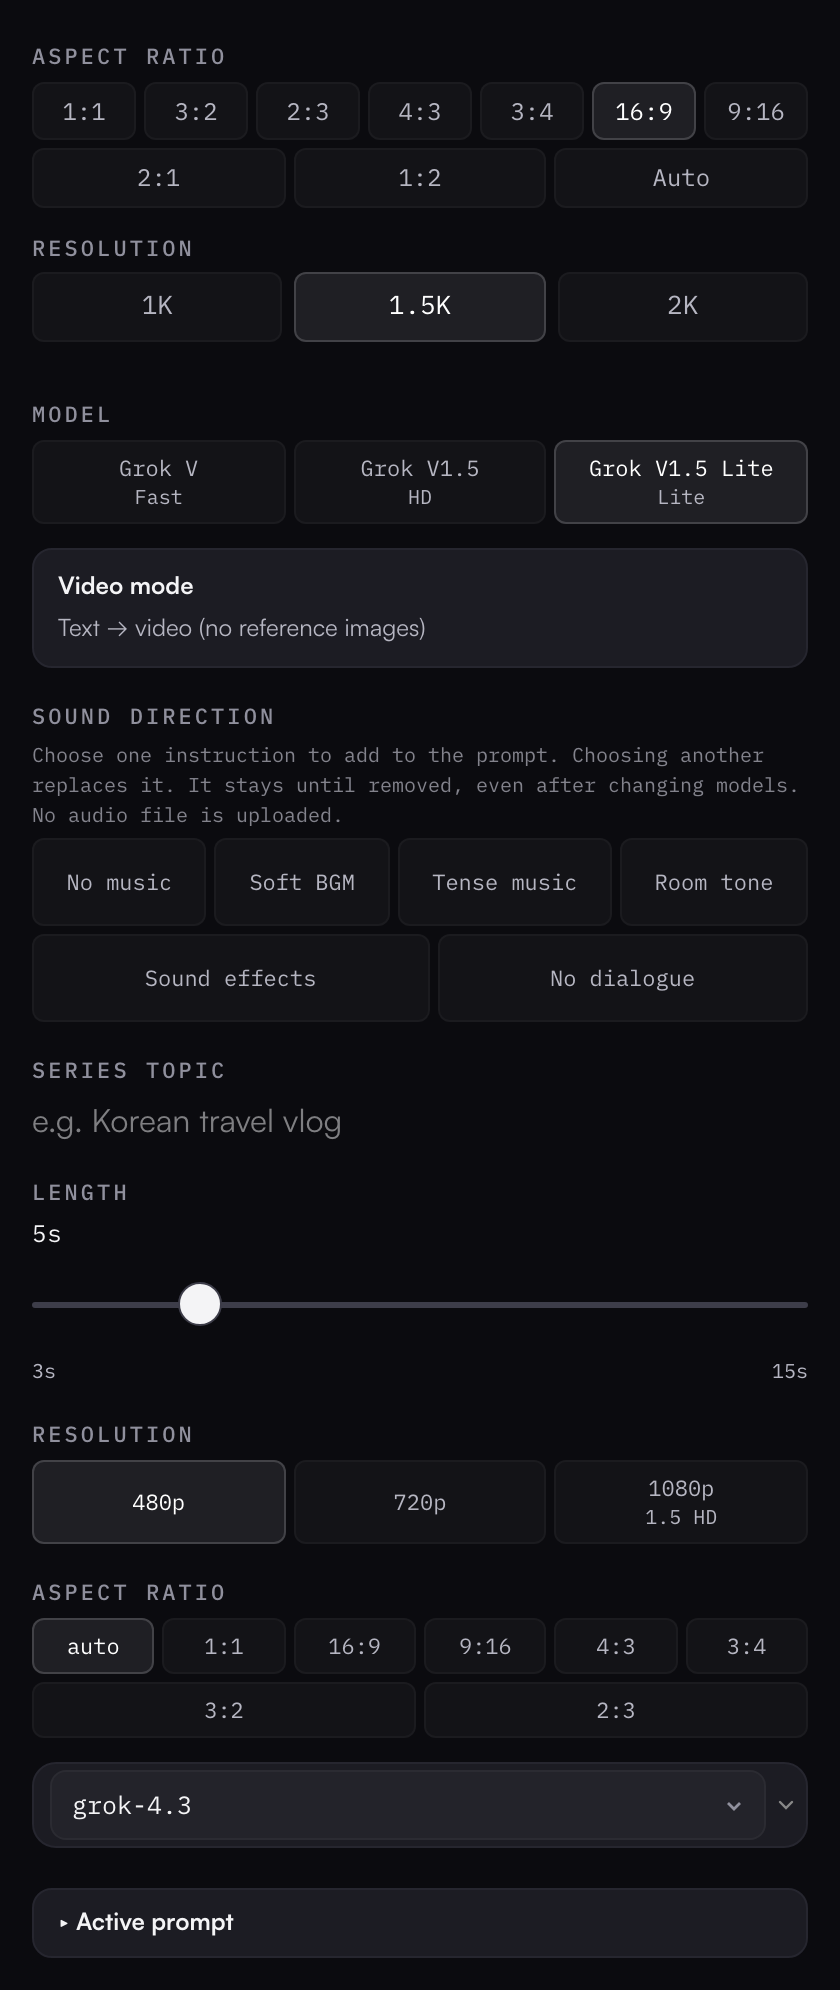 ASPECT RATIO
1:1 3:2 2:3 4:3 3:4 16:9 9:16
2:1 1:2 Auto
RESOLUTION
1K 1.5K 2K
MODEL
Grok V Grok V1.5 Grok V1.5 Lite
Fast HD Lite
Video mode
Text → video (no reference images)
SOUND DIRECTION
Choose one instruction to add to the prompt. Choosing another
replaces it. It stays until removed, even after changing models.
No audio file is uploaded.
No music Soft BGM Tense music Room tone
Sound effects No dialogue
SERIES TOPIC
e.g. Korean travel vlog
LENGTH
5s
3s 15s
RESOLUTION
480p 720p 1080p
1.5 HD
ASPECT RATIO
auto 1:1 16:9 9:16 4:3 3:4
3:2 2:3
grok-4.3
Active prompt